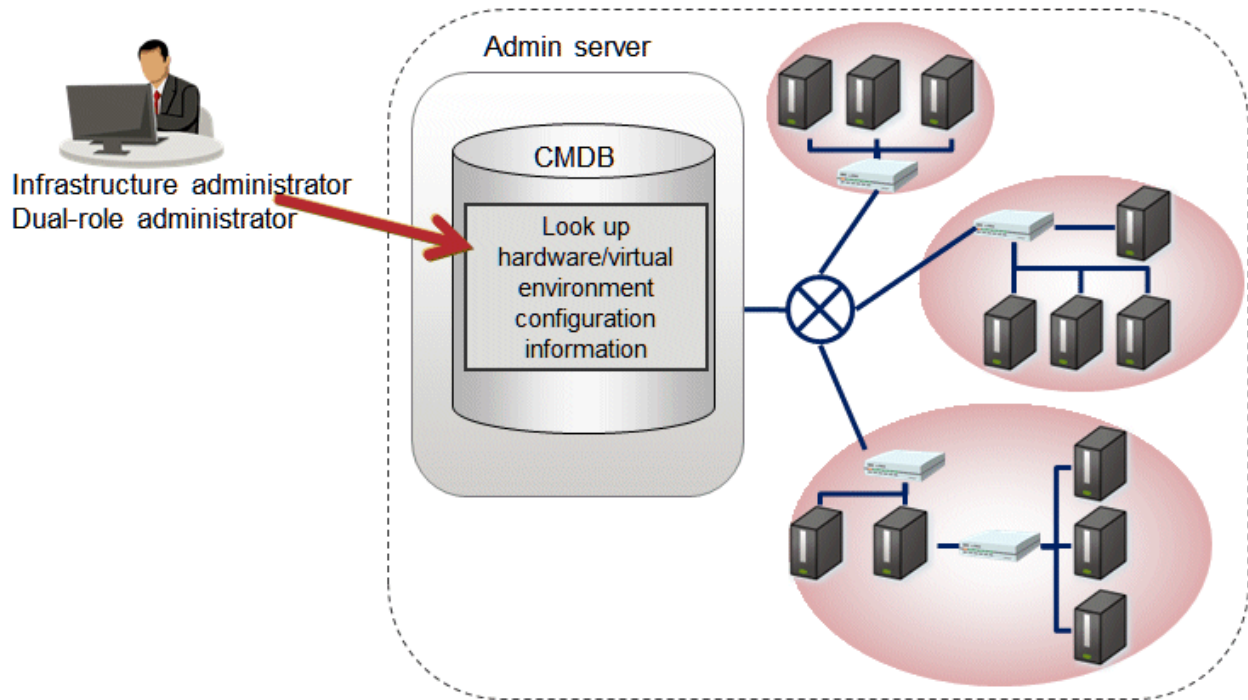 Admin server
Infrastructure administrator
Dual-role administrator
CMDB
Look up
hardware/virtual
environment
configuration
information